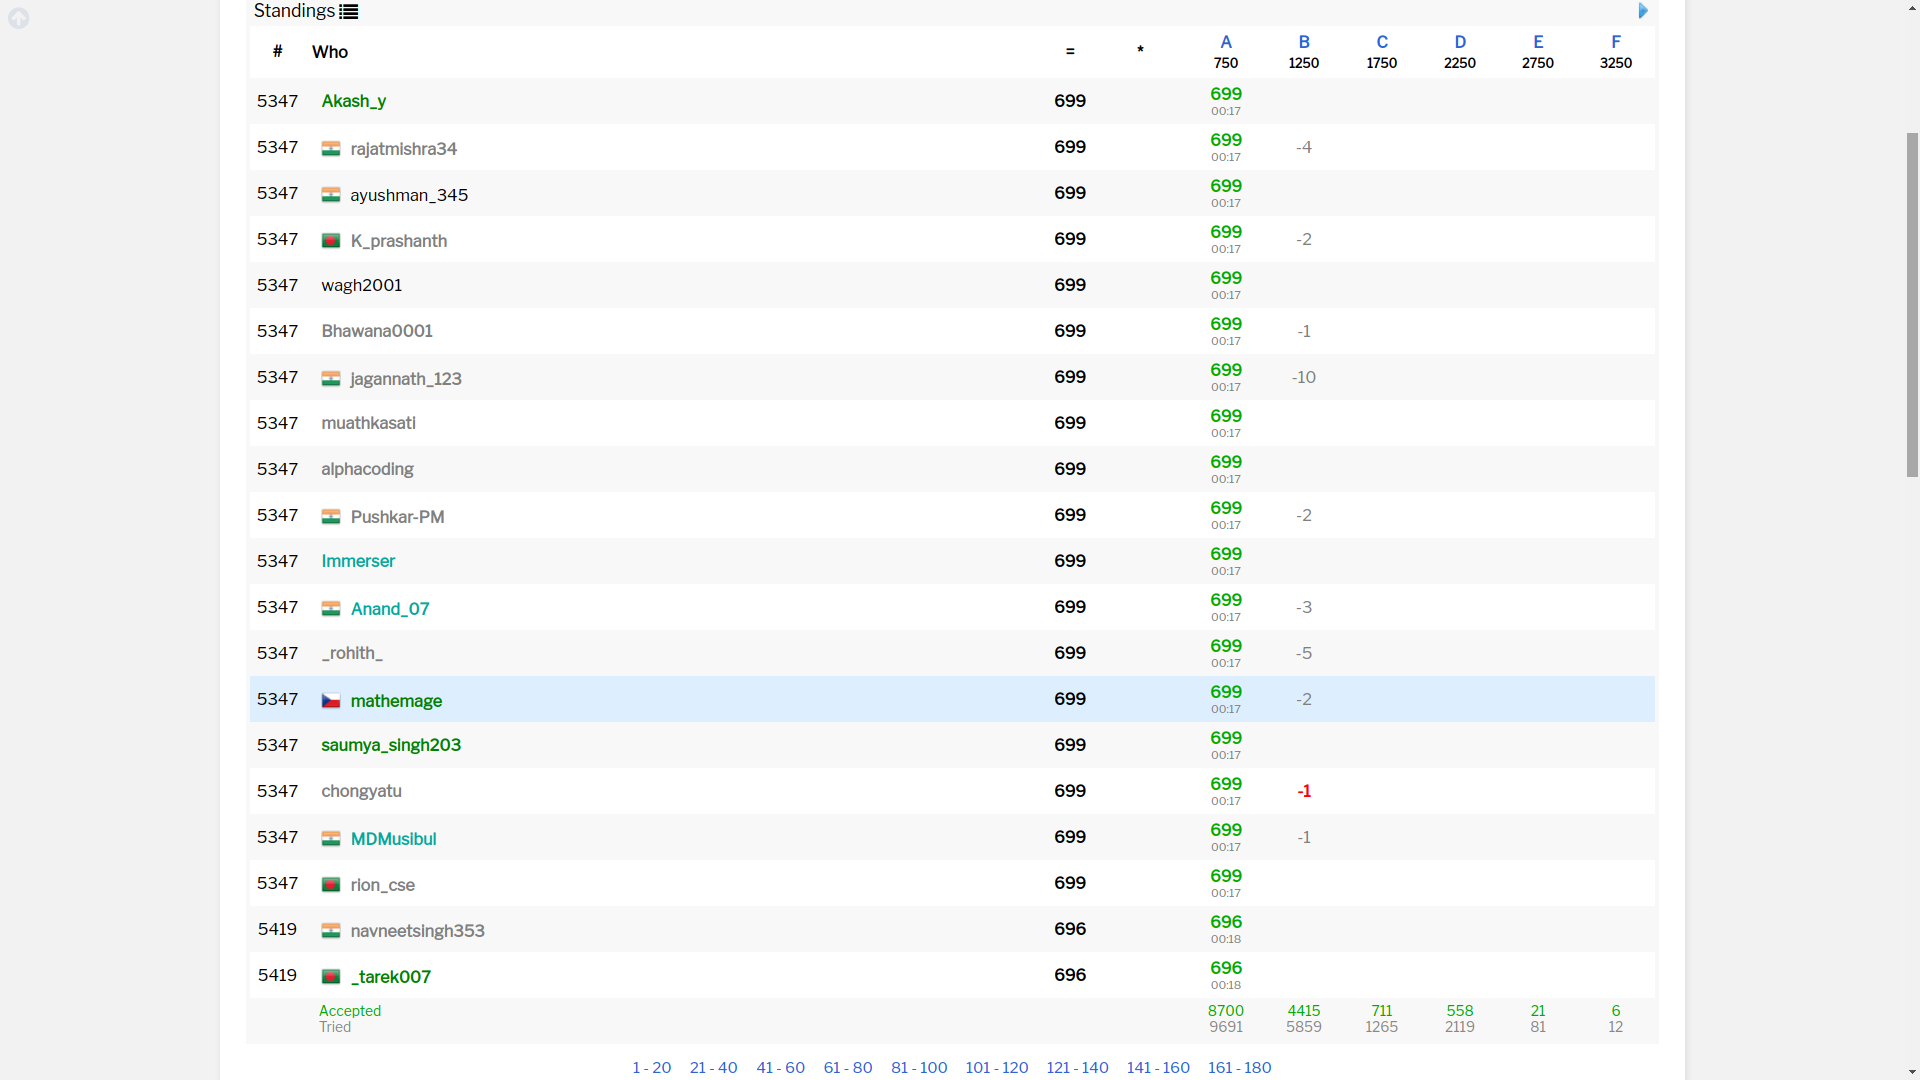 Standings
# Who = * A B C D E F
750 1250 1750 2250 2750 3250
5347 Akash_y 699 699
00:17
5347 rajatmishra34 699 699 -4
00:17
5347 ayushman_345 699 699
00:17
5347 K_prashanth 699 699 -2
00:17
5347 wagh2001 699 699
00:17
5347 Bhawana0001 699 699 -1
00:17
5347 jagannath_123 699 699 -10
00:17
5347 muathkasati 699 699
00:17
5347 alphacoding 699 699
00:17
5347 Pushkar-PM 699 699 -2
00:17
5347 Immerser 699 699
00:17
5347 Anand_07 699 699 -3
00:17
5347 _rohith_ 699 699 -5
00:17
5347 mathemage 699 699 -2
00:17
5347 saumya_singh203 699 699
00:17
5347 chongyatu 699 699 -1
00:17
5347 MDMusibul 699 699 -1
00:17
5347 rion_cse 699 699
00:17
5419 navneetsingh353 696 696
00:18
5419 _tarek007 696 696
00:18
Accepted 8700 4415 711 558 21 6
Tried 9691 5859 1265 2119 81 12
1 - 20 21 - 40 41 - 60 61 - 80 81 - 100 101 - 120 121 - 140 141 - 160 161 - 180